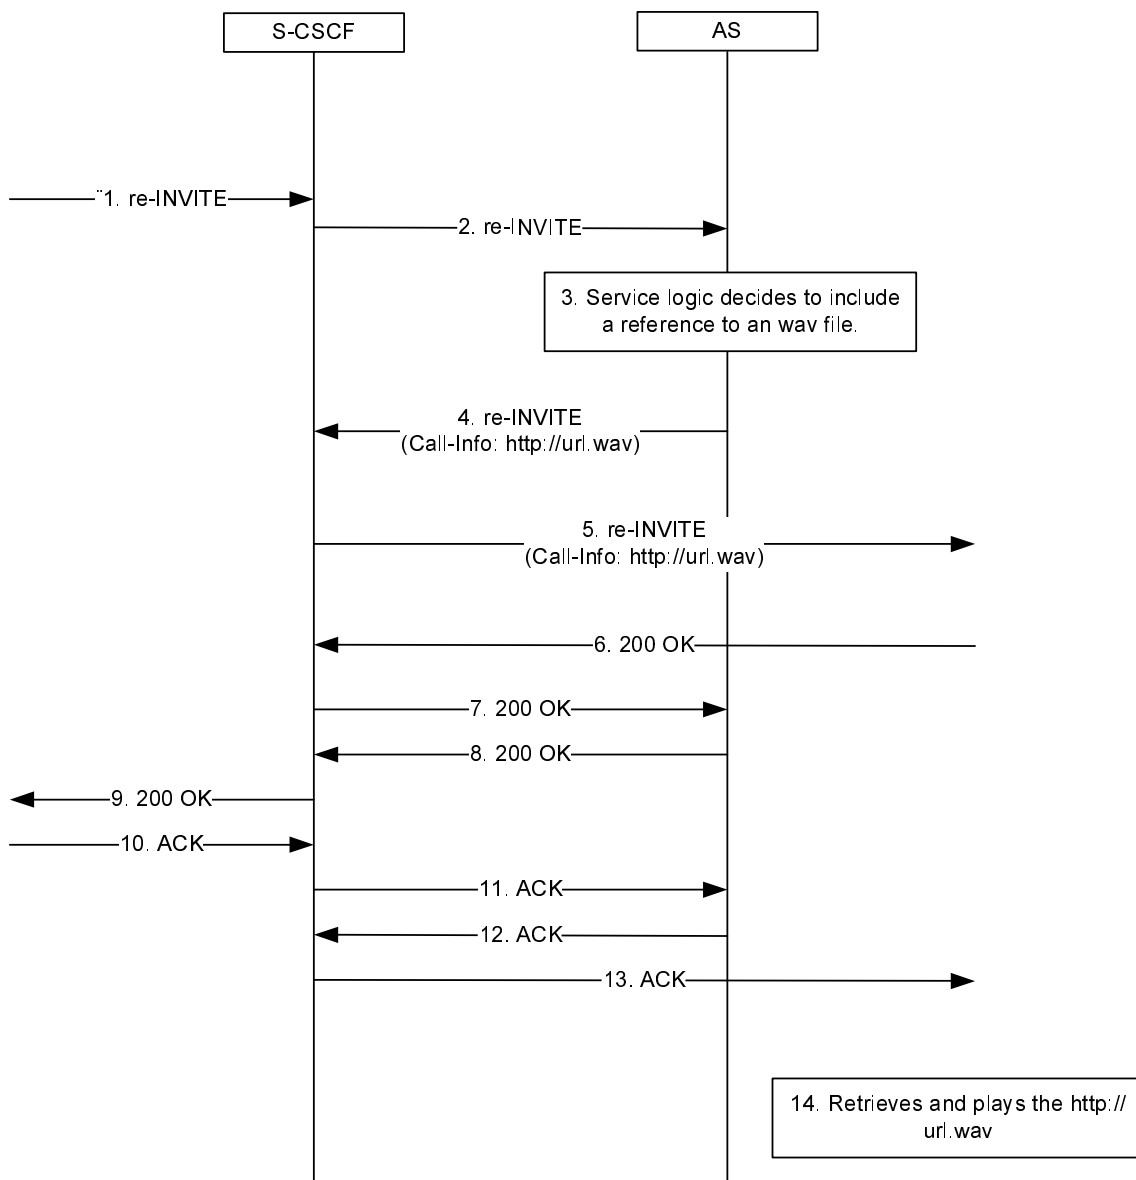 S-CSCF
AS
¨1. re-INVITE
2. re-INVITE
3. Service logic decides to include
a reference to an wav file.
4. re-INVITE
(Call-Info: http://url.wav)
5. re-INVITE
(Call-Info: http://url.wav)
6. 200 OK
7. 200 OK
8. 200 OK
9. 200 OK
10. ACK
11. ACK
12. ACK
13. ACK
14. Retrieves and plays the http://
url.wav